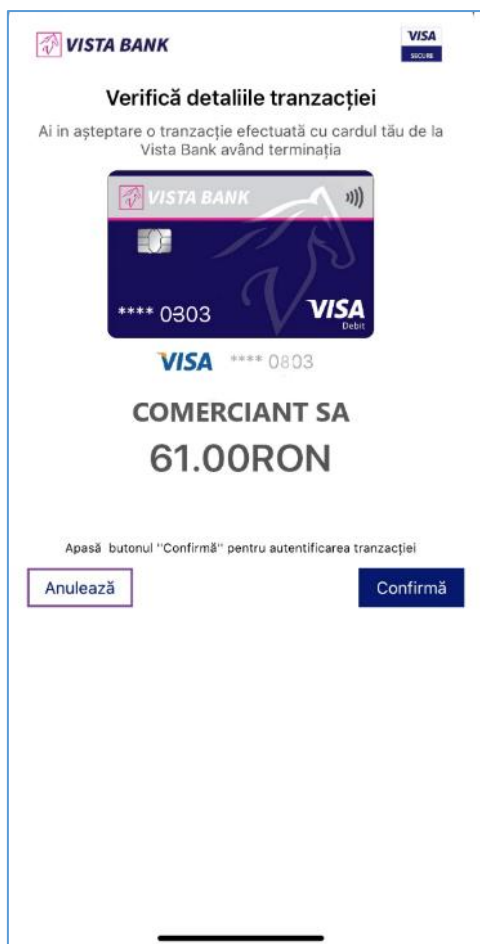 VISTA BANK
VISA
SECURE
Verifică detaliile tranzacției
Ai in așteptare o tranzacție efectuată cu cardul tău de la
Vista Bank având terminația
VISTA BANK
**** 0303
VISA
Debit
VISA **** 0803
COMERCIANT SA
61.00RON
Apasă butonul "Confirmă" pentru autentificarea tranzacției
Anulează
Confirmă